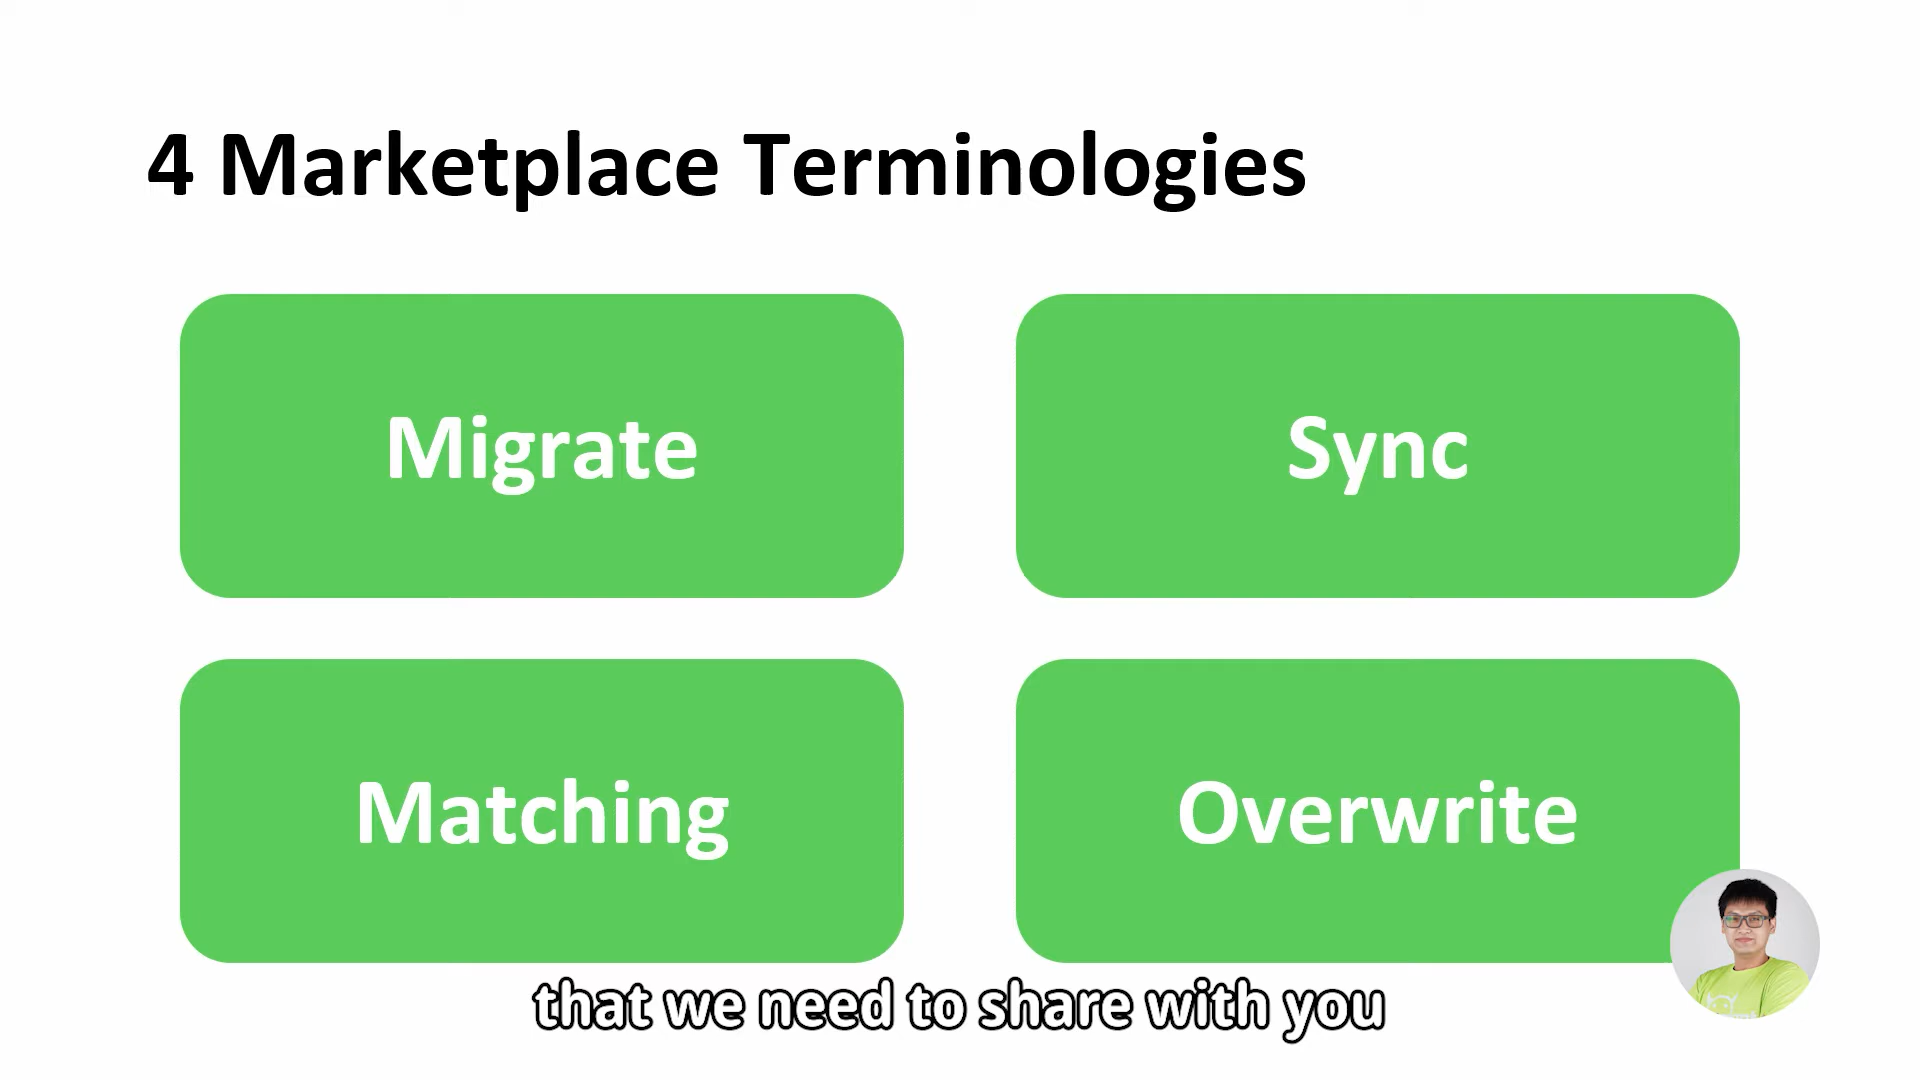 4 Marketplace Terminologies
Migrate
Sync
Matching
Overwrite
that we need to share with you